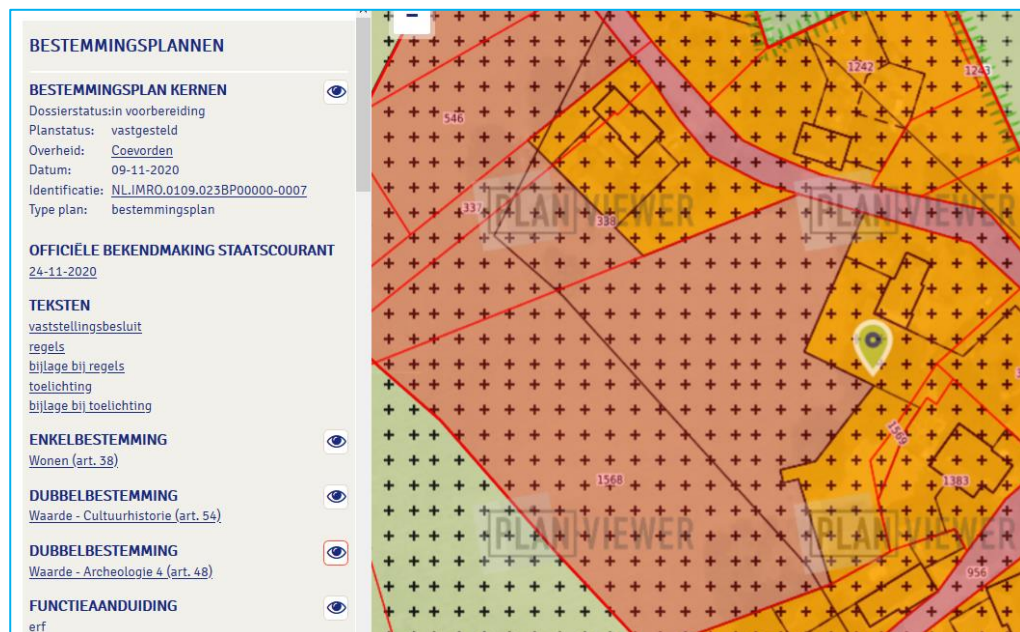 BESTEMMINGSPLANNEN
BESTEMMINGSPLAN KERNEN
Dossierstatus:in voorbereiding
Planstatus: vastgesteld
Overheid: Coevorden
Datum: 09-11-2020
Identificatie: NL.IMRO.0109.023BP00000-0007
Type plan: bestemmingsplan
OFFICIËLE BEKENDMAKING STAATSCOURANT
24-11-2020
TEKSTEN
vaststellingsbesluit
regels
bijlage bij regels
toelichting
bijlage bij toelichting
ENKELBESTEMMING
Wonen (art. 38)
DUBBELBESTEMMING
Waarde - Cultuurhistorie (art. 54)
DUBBELBESTEMMING
Waarde - Archeologie 4 (art. 48)
FUNCTIEAANDUIDING
erf
1242
1243
546
337
338
PLANVIEWER
PLANVIEWER
1569
1568
1383
PLANVIEWER
PLANVIEWER
956